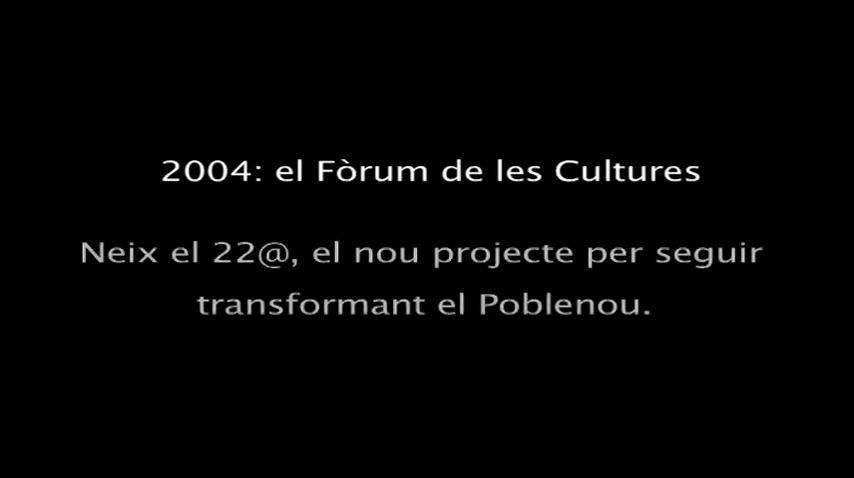 2004: el Fòrum de les Cultures
Neix el 22@, el nou projecte per seguir
transformant el Poblenou.